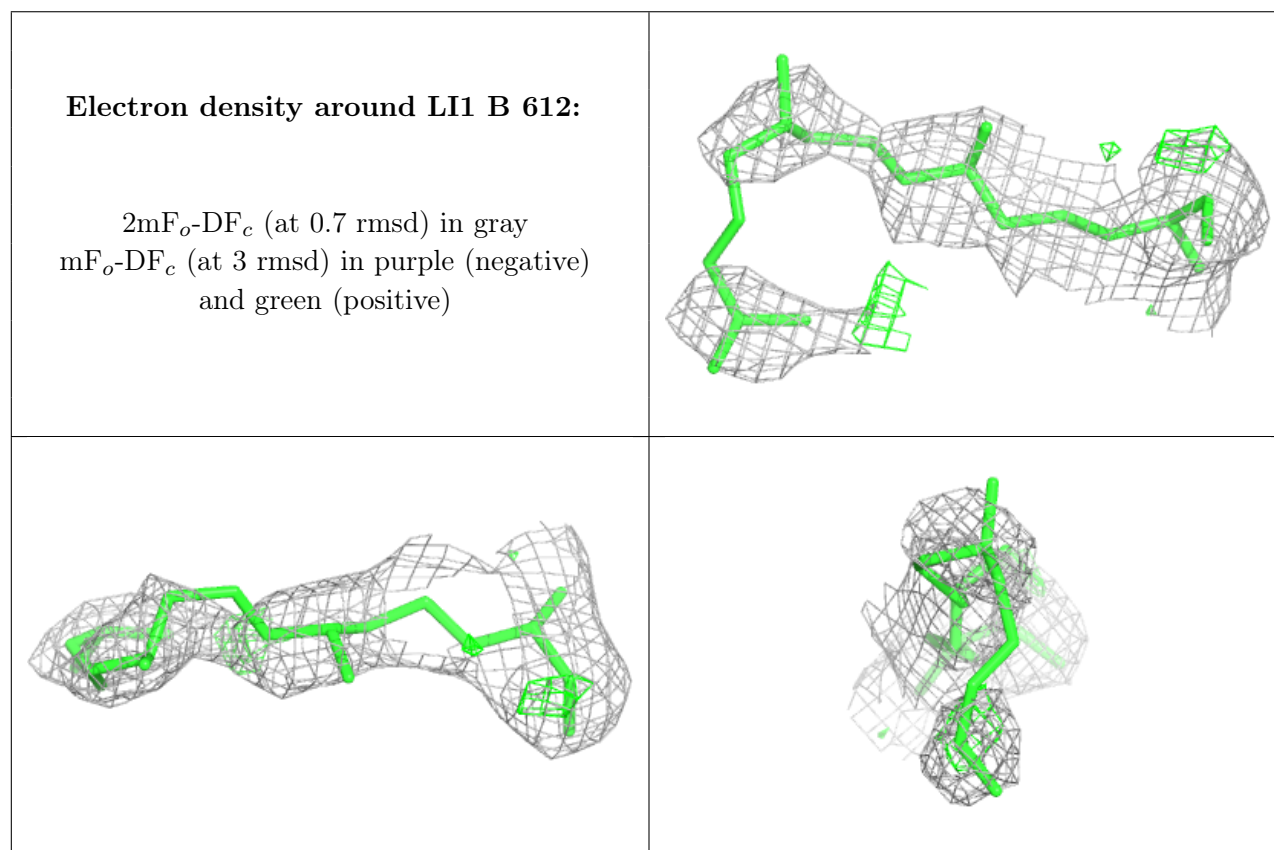 Electron density around LI1 B 612:
2mFo-DFc (at 0.7 rmsd) in gray
mFo-DFc (at 3 rmsd) in purple (negative)
and green (positive)